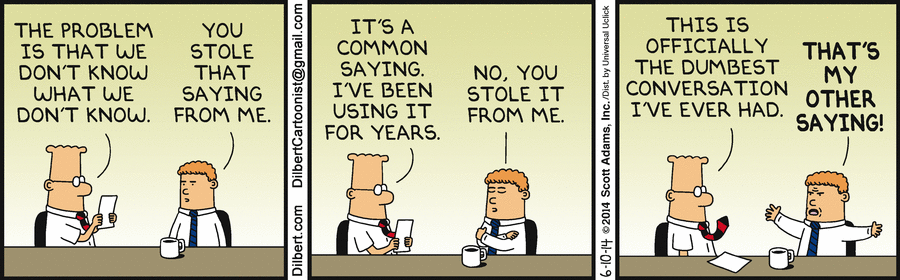 THE PROBLEM
IS THAT WE
DON'T KNOW
WHAT WE
DON'T KNOW.
YOU
STOLE
THAT
SAYING
FROM ME.
Dilbert.com DilbertCartoonist@gmail.com
IT'S A
COMMON
SAYING.
I'VE BEEN
USING IT
FOR YEARS.
NO, YOU
STOLE IT
FROM ME.
6-10-14 © 2014 Scott Adams, Inc. /Dist. by Universal Uclick
THIS IS
OFFICIALLY
THE DUMBEST
CONVERSATION
I'VE EVER HAD.
THAT'S
MY
OTHER
SAYING!